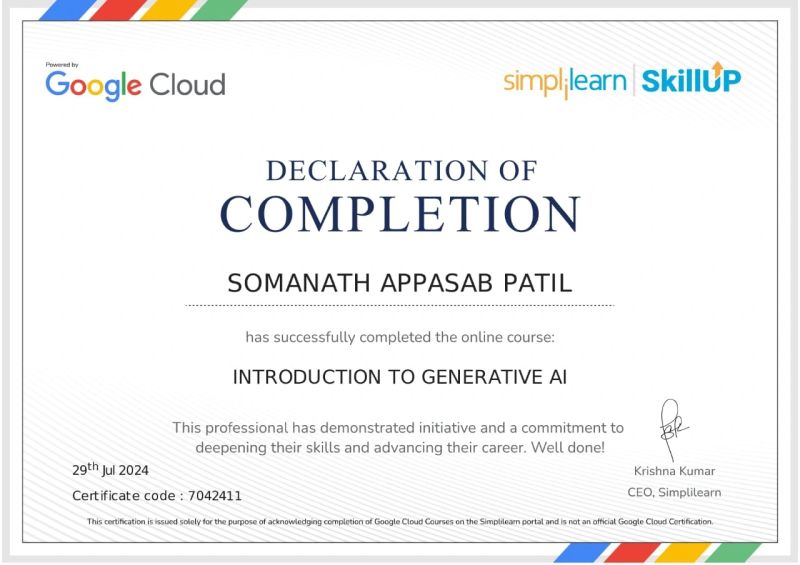 Powered by
Google Cloud
simplilearn | SkillUP
DECLARATION OF
COMPLETION
SOMANATH APPASAB PATIL
has successfully completed the online course:
INTRODUCTION TO GENERATIVE AI
This professional has demonstrated initiative and a commitment to
deepening their skills and advancing their career. Well done!
29th Jul 2024
Certificate code : 7042411
Krishna Kumar
CEO, Simplilearn
This certification is issued solely for the purpose of acknowledging completion of Google Cloud Courses on the Simplilearn portal and is not an official Google Cloud Certification.